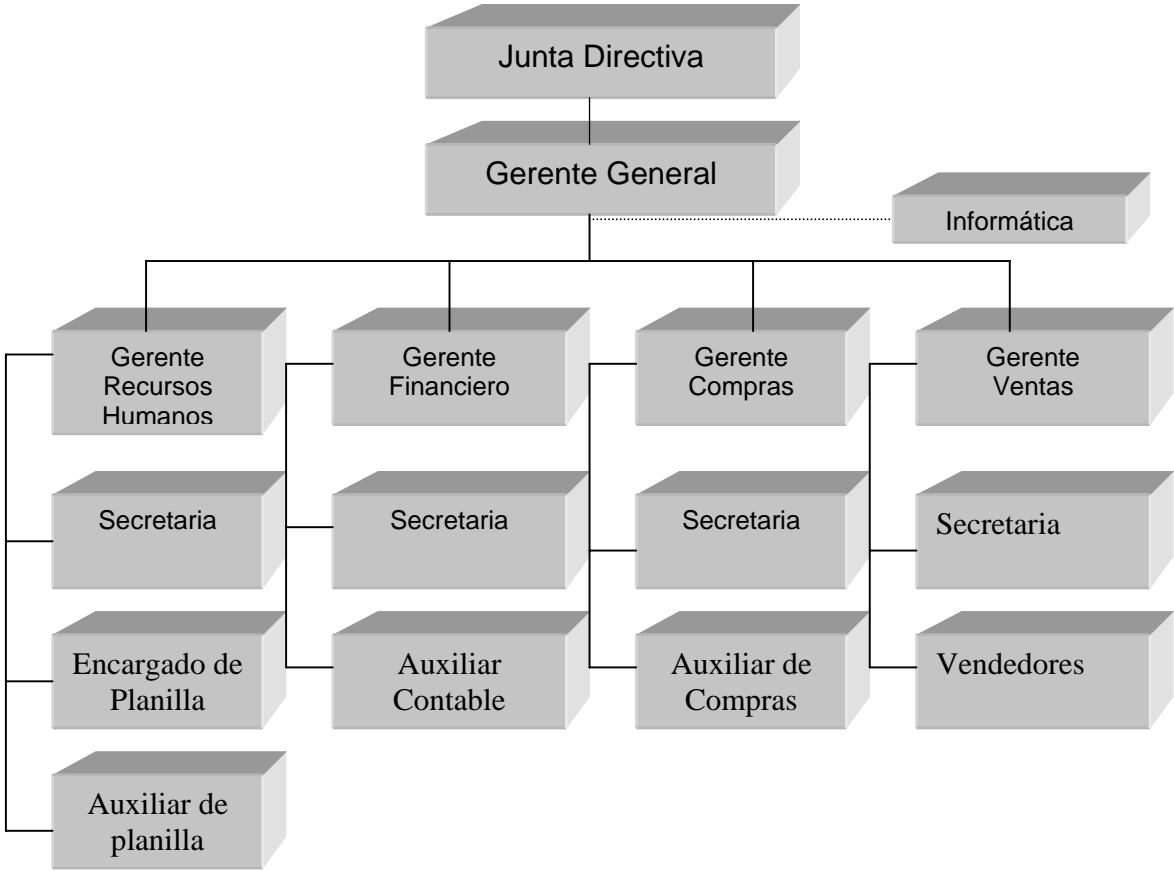 Junta Directiva
Gerente General
Informática
Gerente
Recursos
Humanos
Gerente
Financiero
Gerente
Compras
Gerente
Ventas
Secretaria
Secretaria
Secretaria
Secretaria
Encargado de
Planilla
Auxiliar
Contable
Auxiliar de
Compras
Vendedores
Auxiliar de
planilla